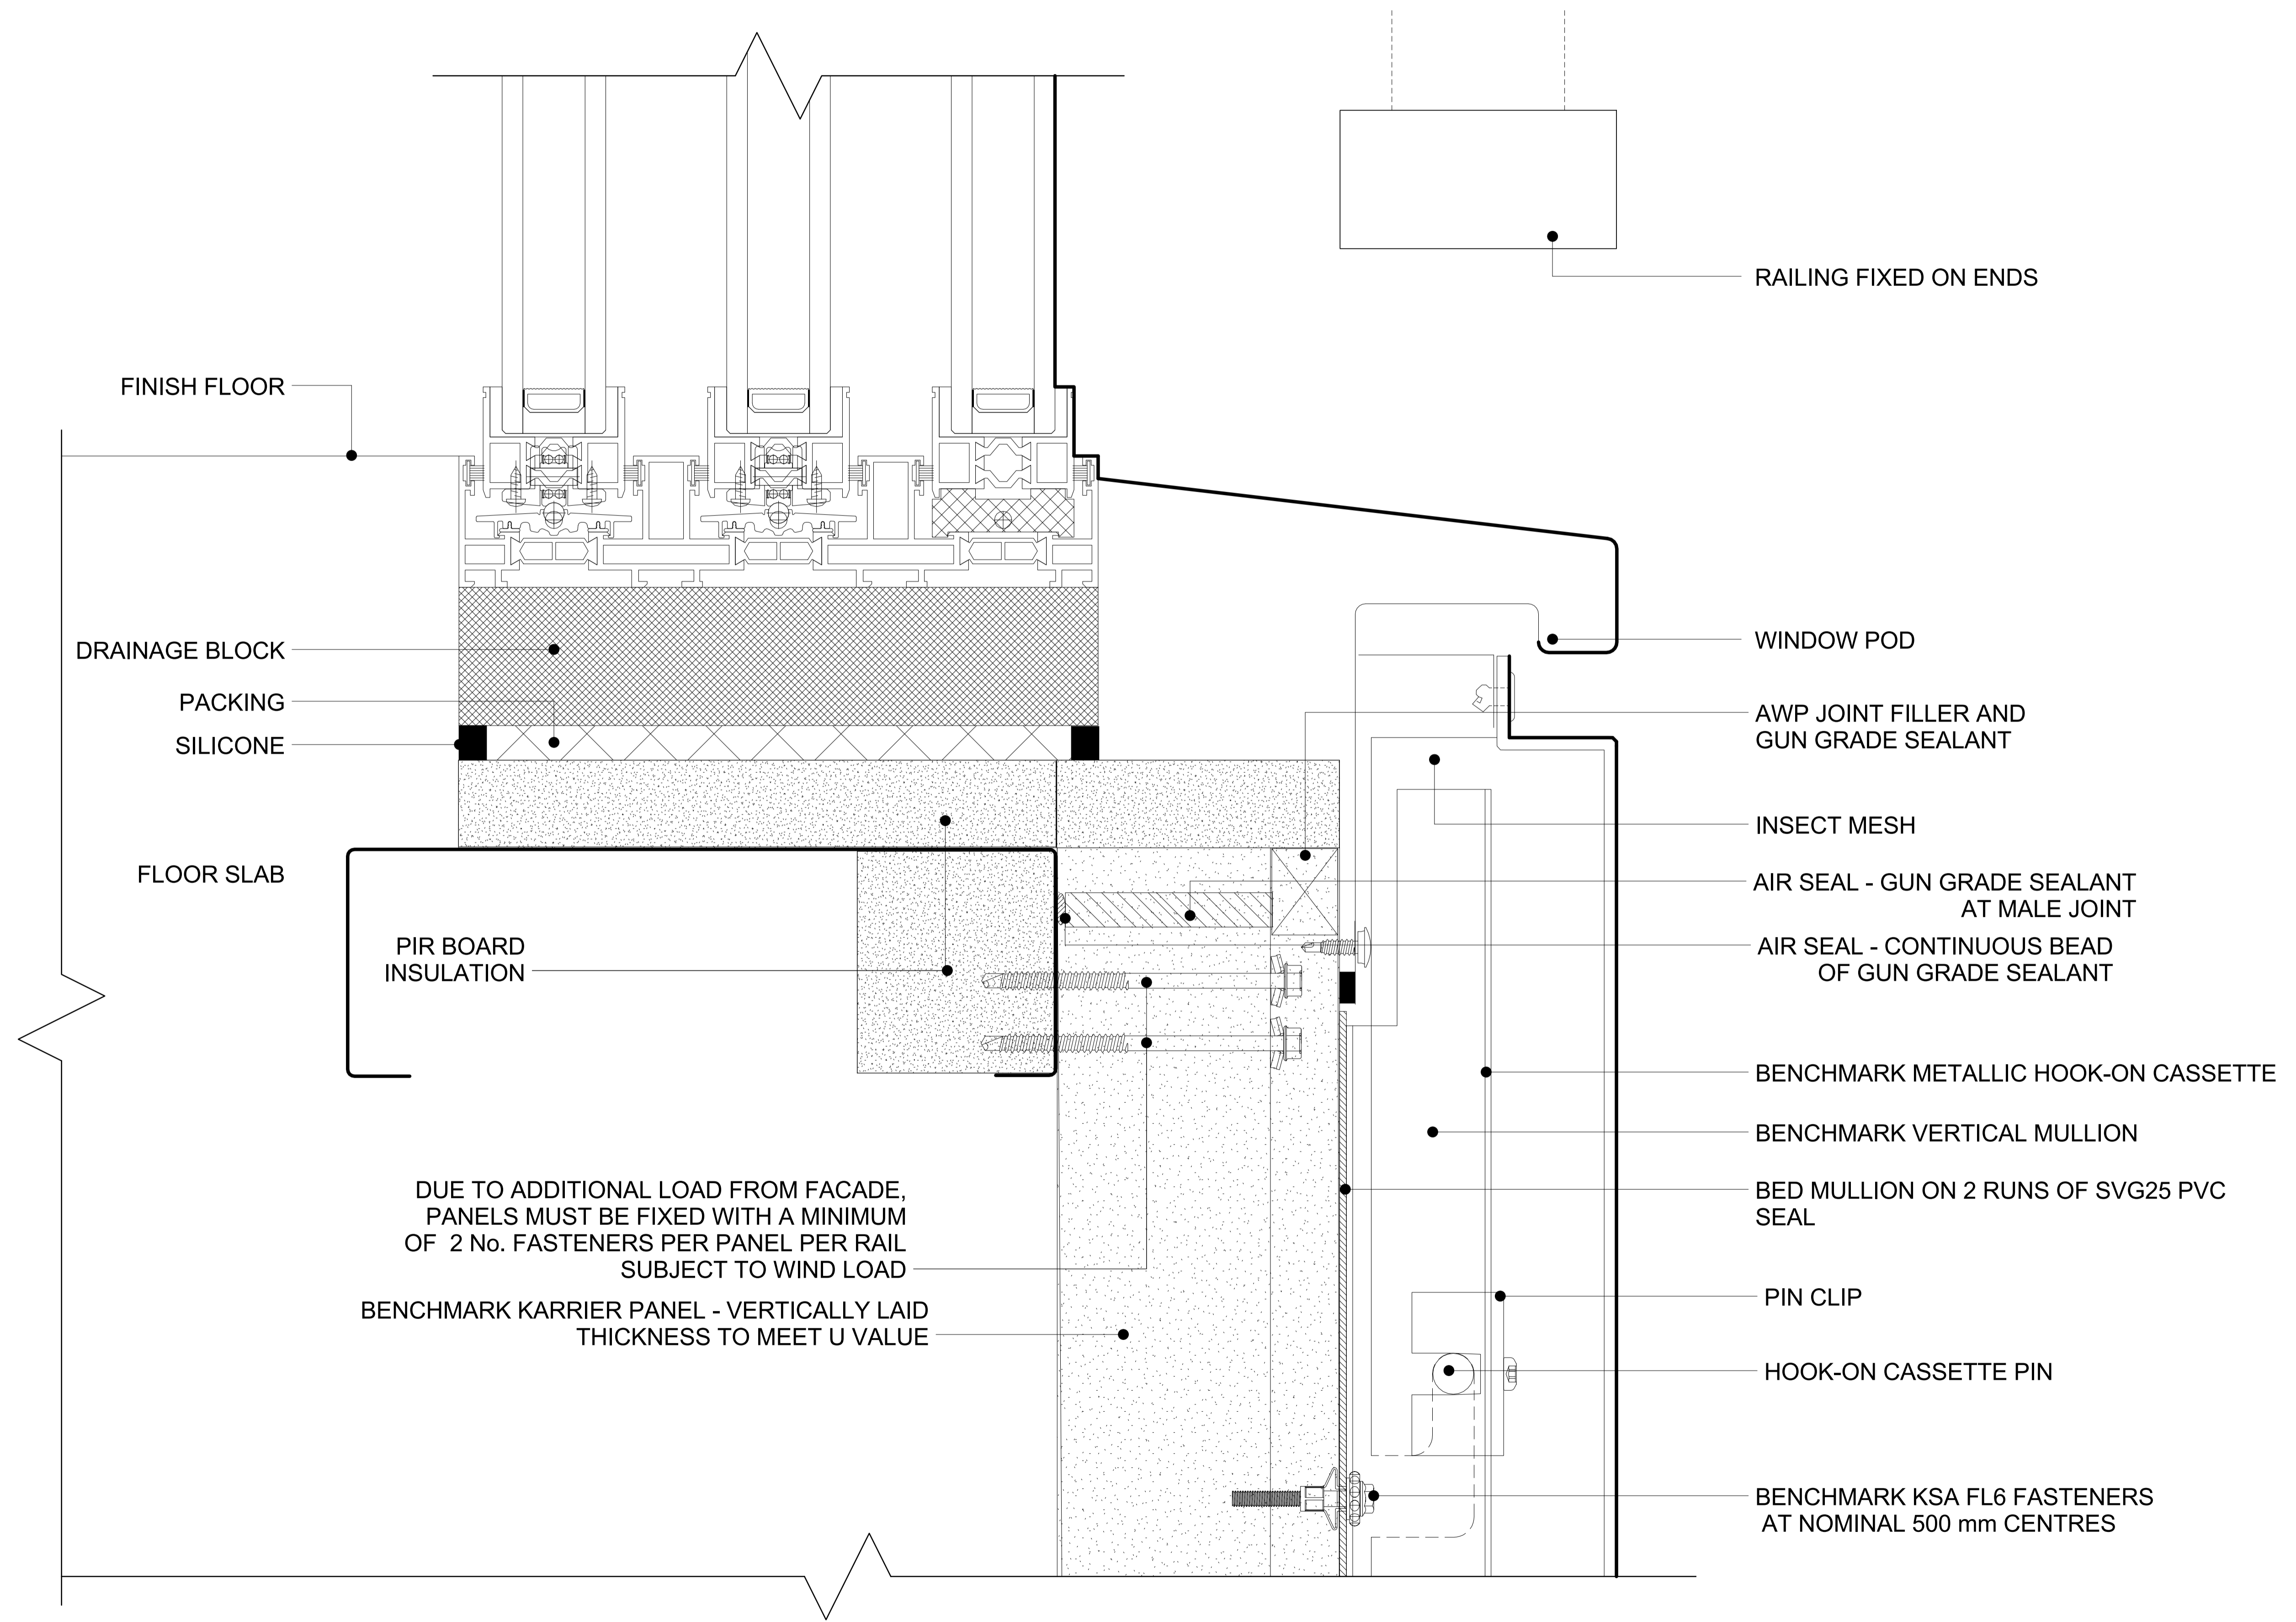 RAILING FIXED ON ENDS
FINISH FLOOR
DRAINAGE BLOCK
PACKING
SILICONE
FLOOR SLAB
PIR BOARD
INSULATION
DUE TO ADDITIONAL LOAD FROM FACADE,
PANELS MUST BE FIXED WITH A MINIMUM
OF 2 No. FASTENERS PER PANEL PER RAIL
SUBJECT TO WIND LOAD
BENCHMARK KARRIER PANEL - VERTICALLY LAID
THICKNESS TO MEET U VALUE
WINDOW POD
AWP JOINT FILLER AND
GUN GRADE SEALANT
INSECT MESH
AIR SEAL - GUN GRADE SEALANT
AT MALE JOINT
AIR SEAL - CONTINUOUS BEAD
OF GUN GRADE SEALANT
BENCHMARK METALLIC HOOK-ON CASSETTE
BENCHMARK VERTICAL MULLION
BED MULLION ON 2 RUNS OF SVG25 PVC
SEAL
PIN CLIP
HOOK-ON CASSETTE PIN
BENCHMARK KSA FL6 FASTENERS
AT NOMINAL 500 mm CENTRES